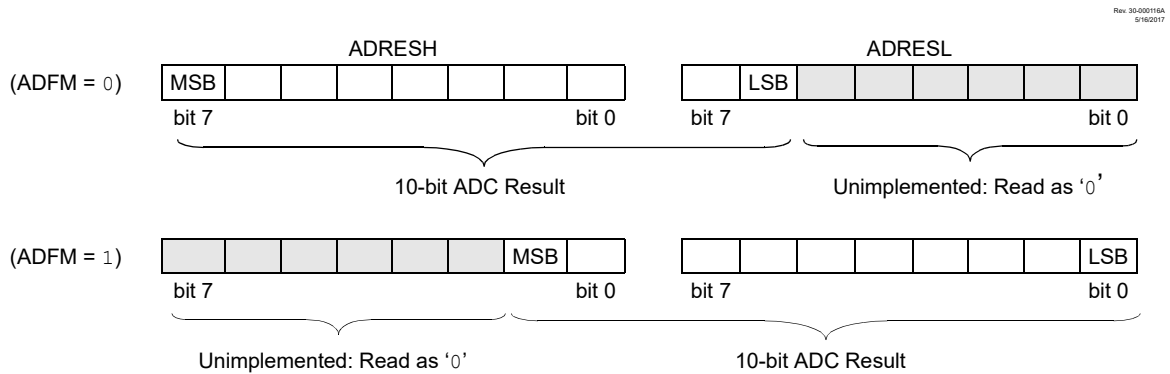 Rev. 30-000116A
5/16/2017
ADRESH ADRESL
(ADFM = 0) MSB LSB
bit 7 bit 0 bit 7 bit 0
10-bit ADC Result Unimplemented: Read as ‘0’
(ADFM = 1) MSB LSB
bit 7 bit 0 bit 7 bit 0
Unimplemented: Read as ‘0’ 10-bit ADC Result